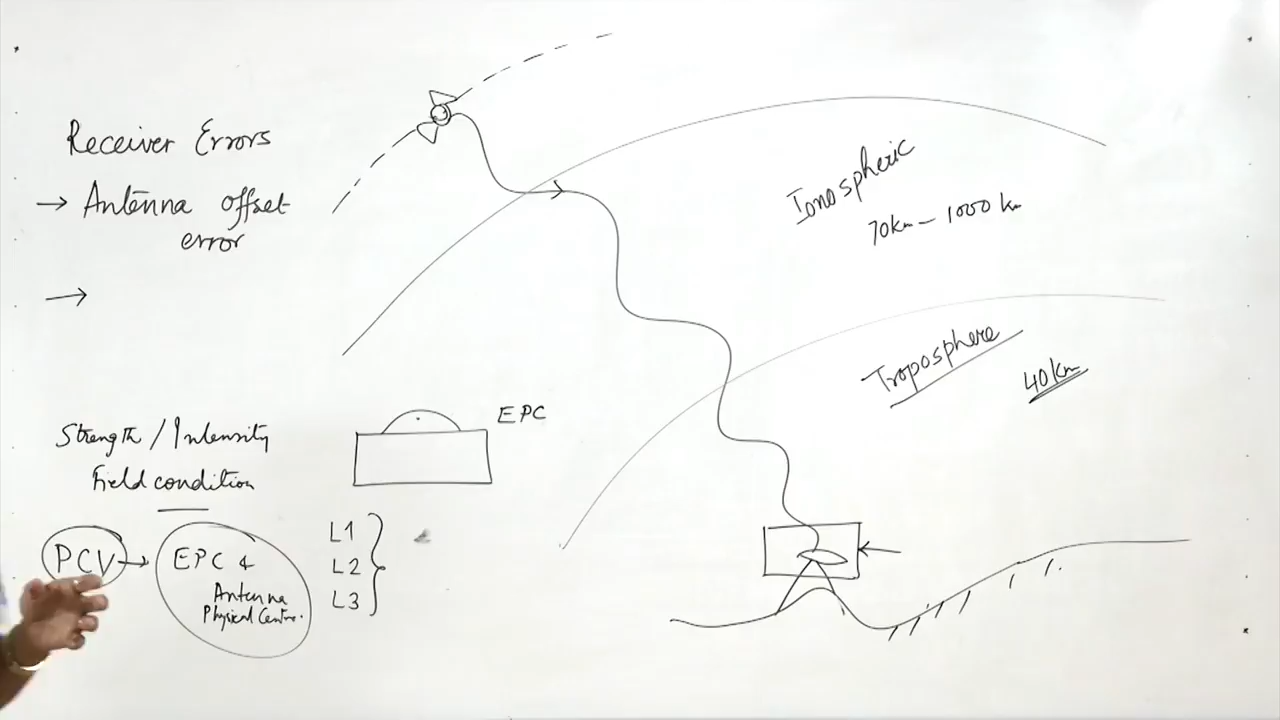 Receiver Errors
→ Antenna offset
error
→
Strength / Intensity
Field condition
PCV → EPC &
Antenna
Physical Centre.
EPC
L1
L2
L3
Ionospheric
70km - 1000 km
Troposphere
40km